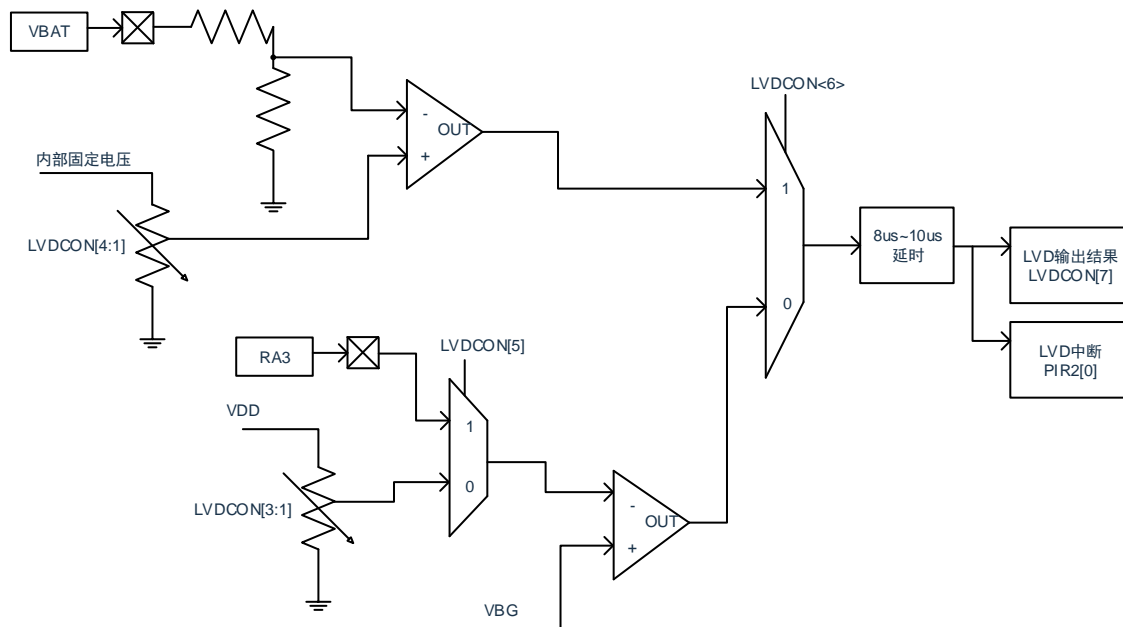 VBAT
LVDCON<6>
-
OUT
+
内部固定电压
1
LVDCON[4:1]
8us~10us
延时
LVD输出结果
LVDCON[7]
0
RA3
LVDCON[5]
LVD中断
PIR2[0]
VDD
1
0
LVDCON[3:1]
-
OUT
+
VBG